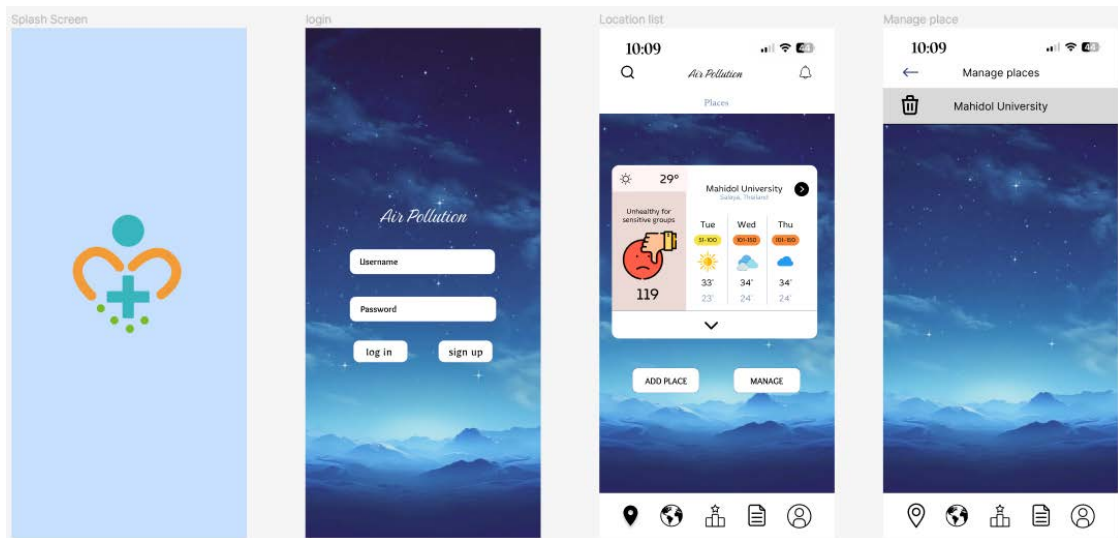 Splash Screen
login
Air Pollution
Username
Password
log in
sign up
Location list
10:09
44
Air Pollution
Places
29°
Unhealthy for
sensitive groups
119
Mahidol University
Salaya, Thailand
Tue Wed Thu
51-100 101-150 101-150
33° 34° 34°
23° 24° 24°
ADD PLACE
MANAGE
Manage place
10:09
44
Manage places
Mahidol University